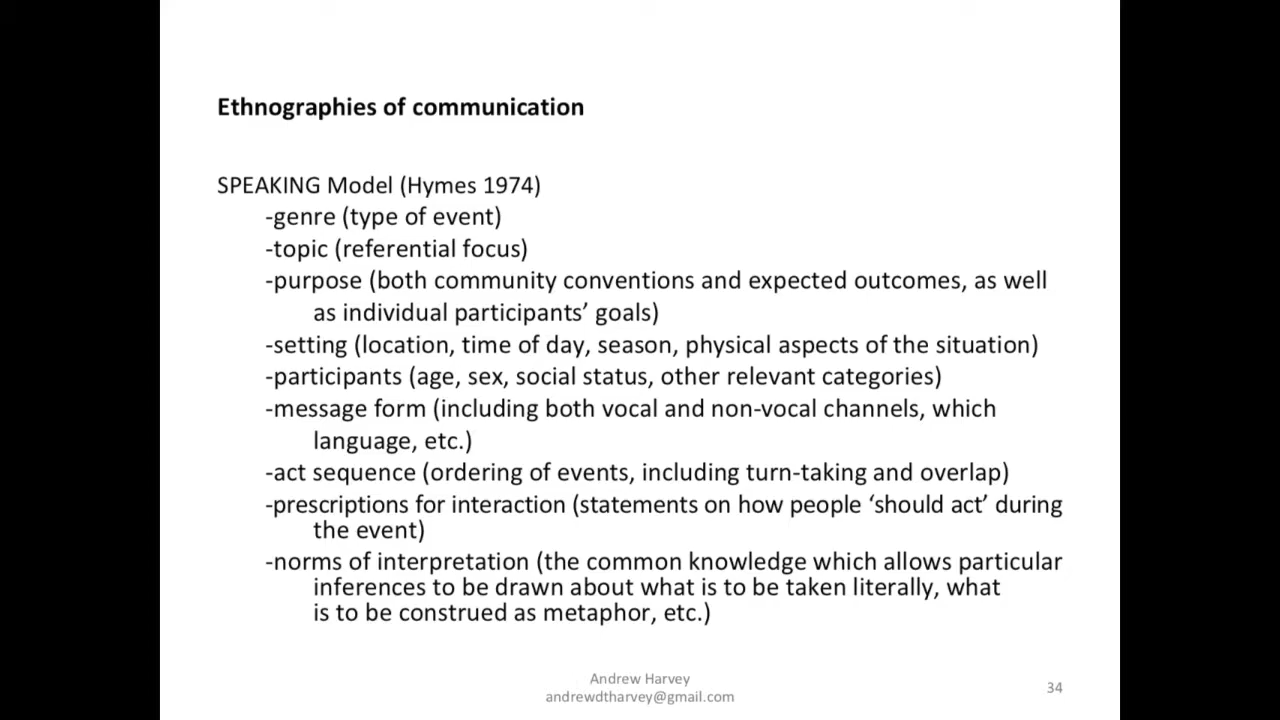 Ethnographies of communication
SPEAKING Model (Hymes 1974)
-genre (type of event)
-topic (referential focus)
-purpose (both community conventions and expected outcomes, as well
as individual participants’ goals)
-setting (location, time of day, season, physical aspects of the situation)
-participants (age, sex, social status, other relevant categories)
-message form (including both vocal and non-vocal channels, which
language, etc.)
-act sequence (ordering of events, including turn-taking and overlap)
-prescriptions for interaction (statements on how people ‘should act’ during
the event)
-norms of interpretation (the common knowledge which allows particular
inferences to be drawn about what is to be taken literally, what
is to be construed as metaphor, etc.)
Andrew Harvey
andrewdtharvey@gmail.com
34